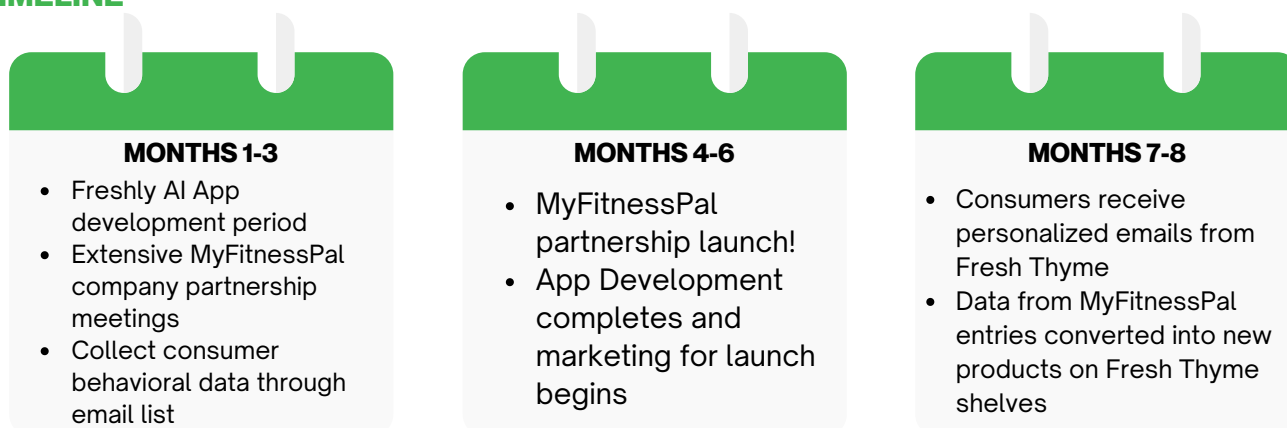 TIMELINE
MONTHS 1-3
• Freshly AI App
development period
• Extensive MyFitnessPal
company partnership
meetings
• Collect consumer
behavioral data through
email list
MONTHS 4-6
• MyFitnessPal
partnership launch!
• App Development
completes and
marketing for launch
begins
MONTHS 7-8
• Consumers receive
personalized emails from
Fresh Thyme
• Data from MyFitnessPal
entries converted into new
products on Fresh Thyme
shelves